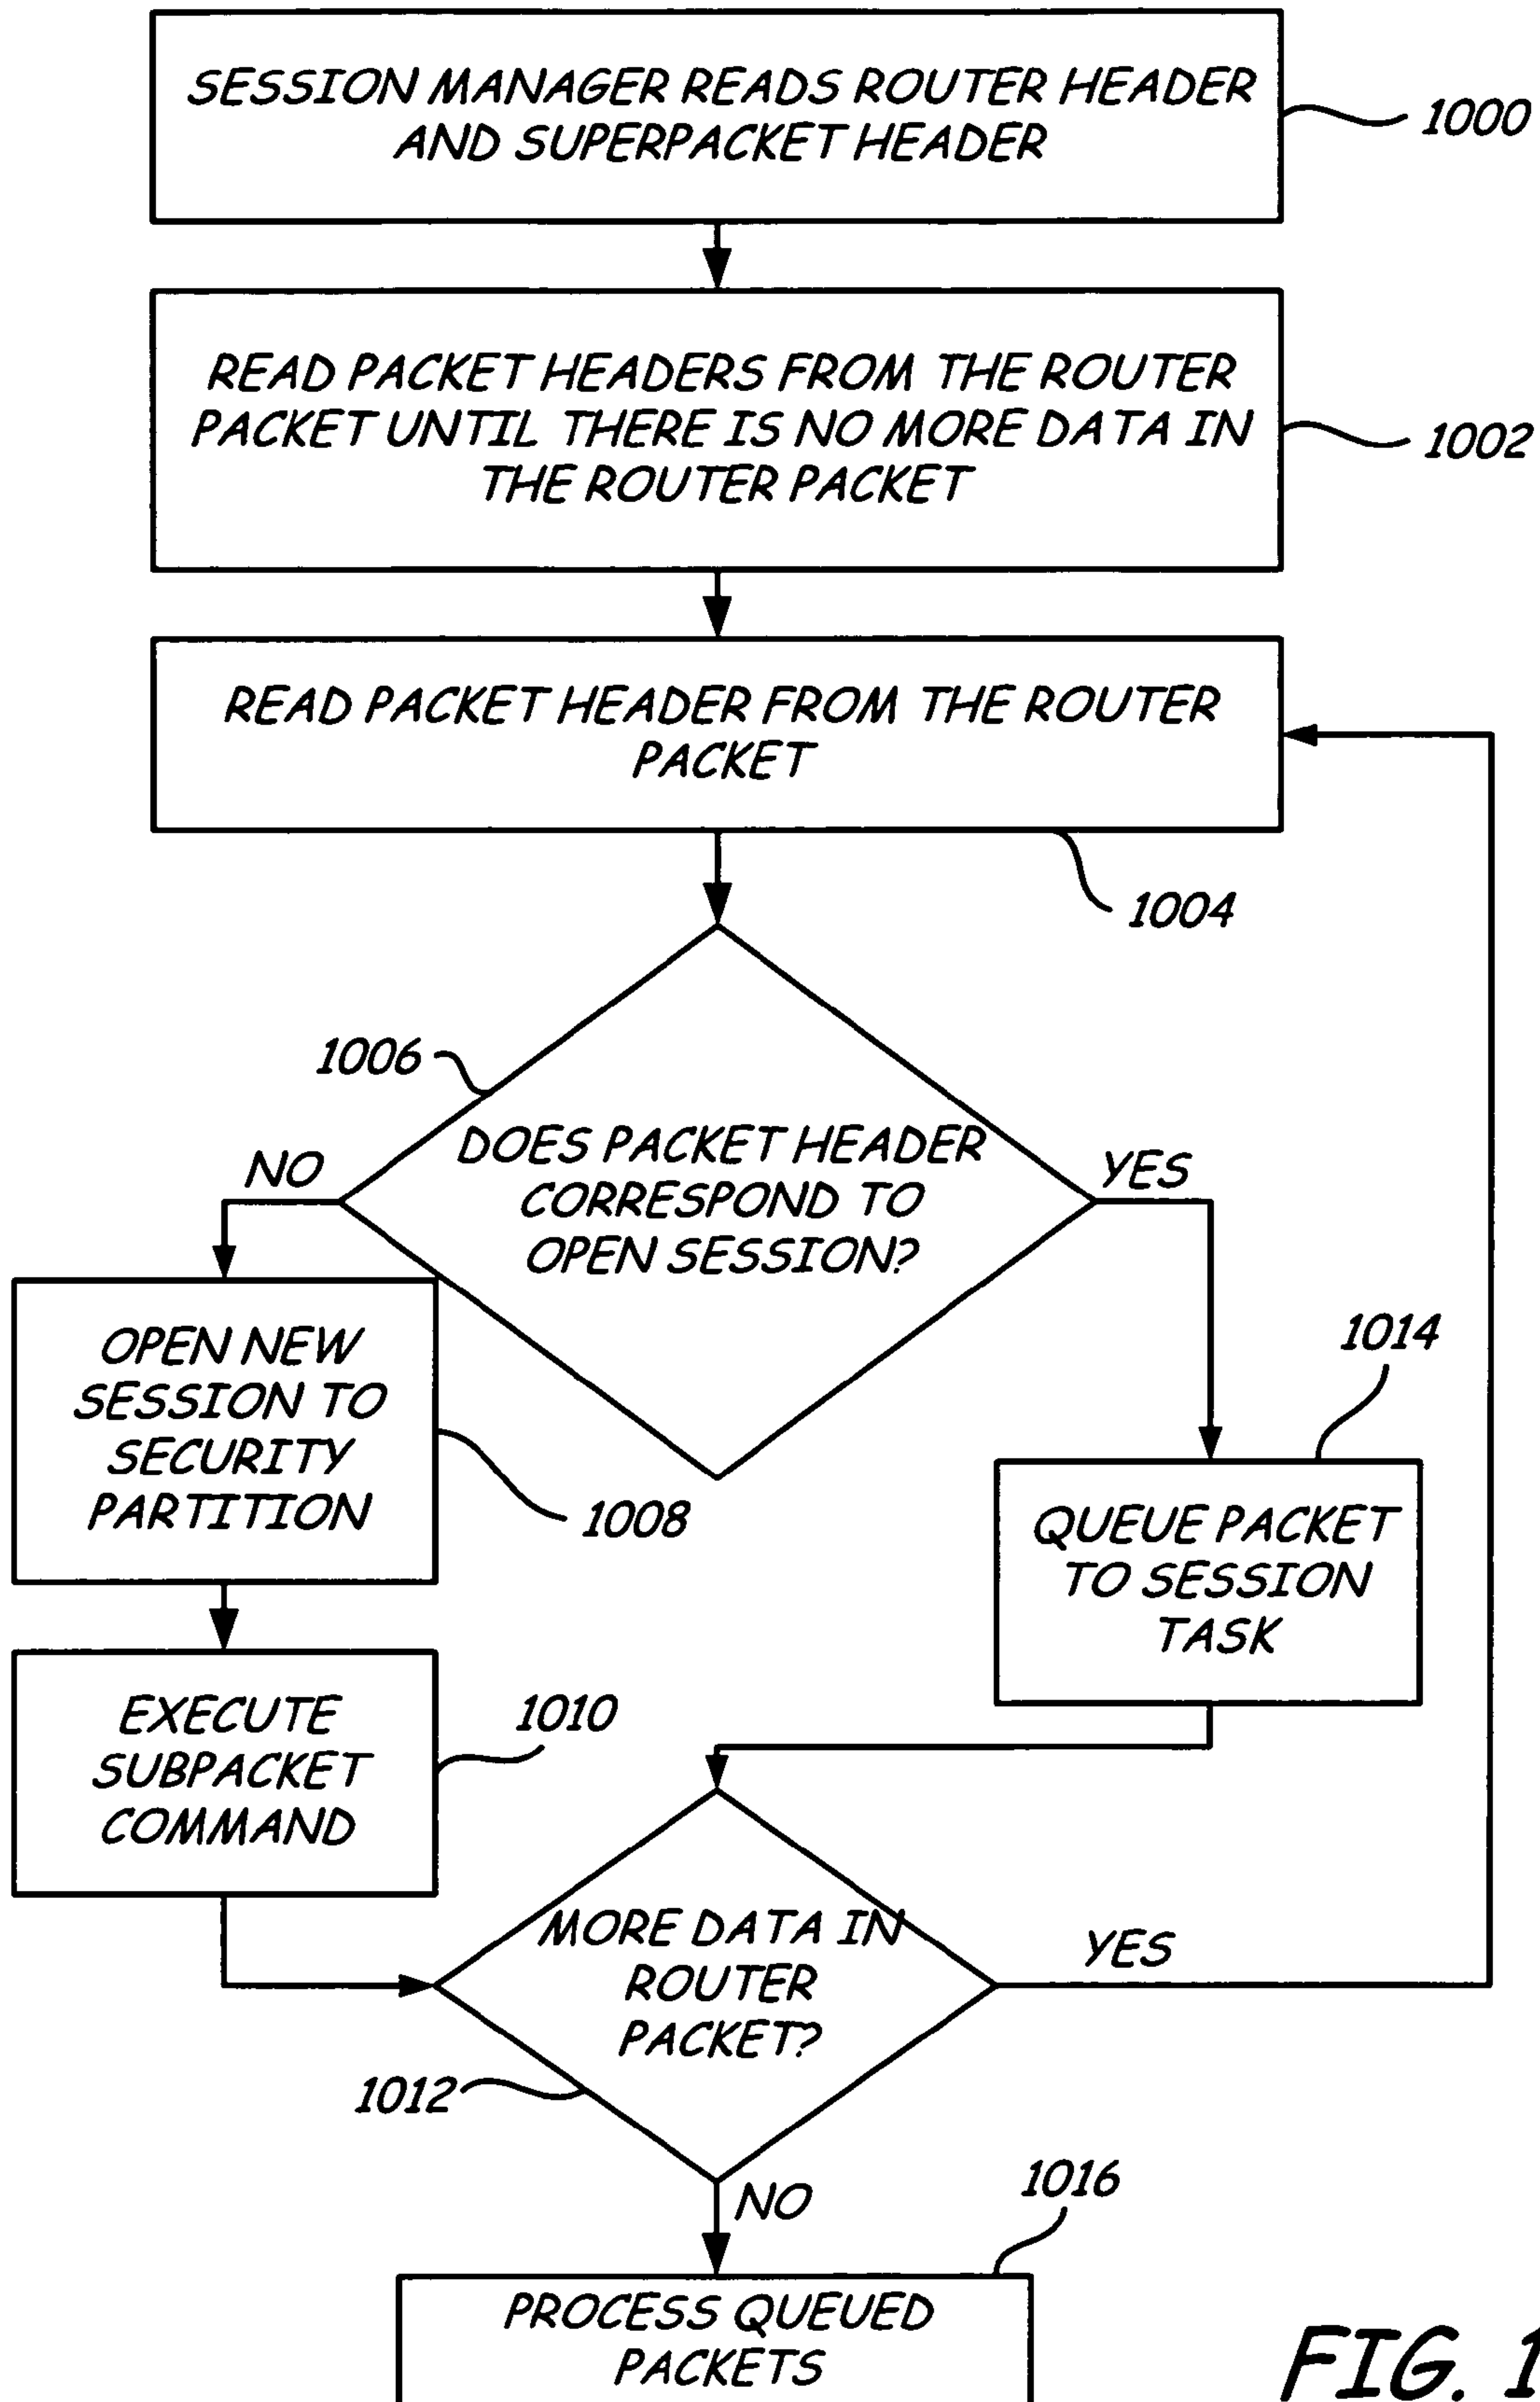 SESSION MANAGER READS ROUTER HEADER
AND SUPERPACKET HEADER
1000
READ PACKET HEADERS FROM THE ROUTER
PACKET UNTIL THERE IS NO MORE DATA IN
THE ROUTER PACKET
1002
READ PACKET HEADER FROM THE ROUTER
PACKET
1004
1006
DOES PACKET HEADER
CORRESPOND TO
OPEN SESSION?
NO
YES
OPEN NEW
SESSION TO
SECURITY
PARTITION
1008
1014
QUEUE PACKET
TO SESSION
TASK
EXECUTE
SUBPACKET
COMMAND
1010
MORE DATA IN
ROUTER
PACKET?
YES
1012
NO
1016
PROCESS QUEUED
PACKETS
FIG. 1